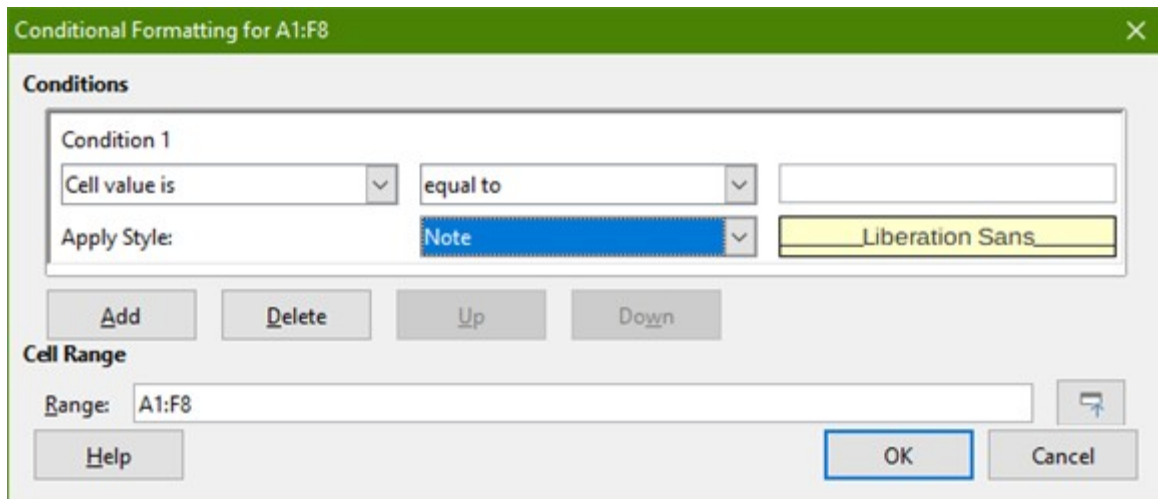 Conditional Formatting for A1:F8
Conditions
Condition 1
Cell value is equal to
Apply Style: Note Liberation Sans
Add Delete Up Down
Cell Range
Range: A1:F8
Help OK Cancel